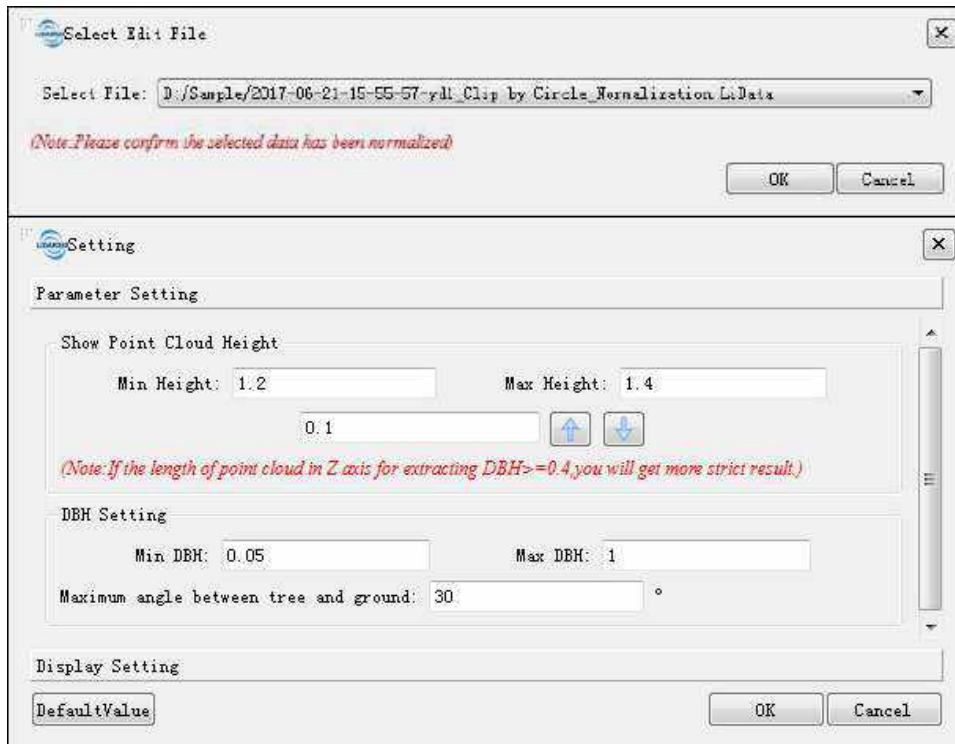 Select Edit File
Select File: D:/Sample/2017-06-21-15-55-57-ydl_Clip by Circle_Normalization.LiData
(Note:Please confirm the selected data has been normalized)
OK Cancel
Setting
Parameter Setting
Show Point Cloud Height
Min Height: 1.2 Max Height: 1.4
0.1
(Note:If the length of point cloud in Z axis for extracting DBH>=0.4,you will get more strict result.)
DBH Setting
Min DBH: 0.05 Max DBH: 1
Maximum angle between tree and ground: 30 °
Display Setting
DefaultValue OK Cancel